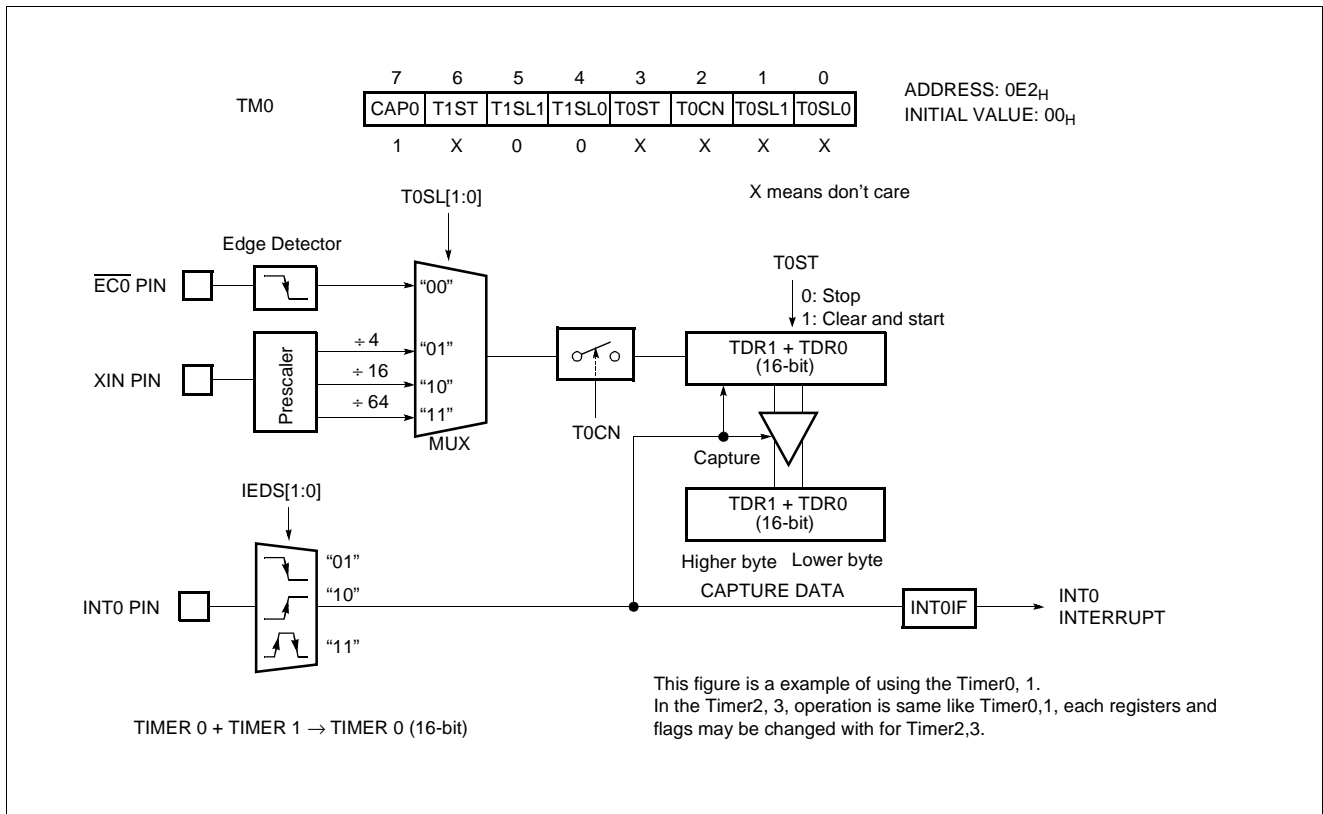 7 6 5 4 3 2 1 0
TM0 CAP0 T1ST T1SL1 T1SL0 T0ST T0CN T0SL1 T0SL0
ADDRESS: 0E2H
INITIAL VALUE: 00H
1 X 0 0 X X X X
X means don’t care
T0SL[1:0]
Edge Detector
EC0 PIN
“00”
T0ST
0: Stop
1: Clear and start
XIN PIN
Prescaler
÷ 4
“01”
÷ 16
“10”
÷ 64
“11”
MUX
T0CN
TDR1 + TDR0
(16-bit)
Capture
TDR1 + TDR0
(16-bit)
Higher byte Lower byte
CAPTURE DATA
IEDS[1:0]
INT0 PIN
“01”
“10”
“11”
INT0IF
INT0
INTERRUPT
This figure is a example of using the Timer0, 1.
In the Timer2, 3, operation is same like Timer0,1, each registers and
flags may be changed with for Timer2,3.
TIMER 0 + TIMER 1 → TIMER 0 (16-bit)